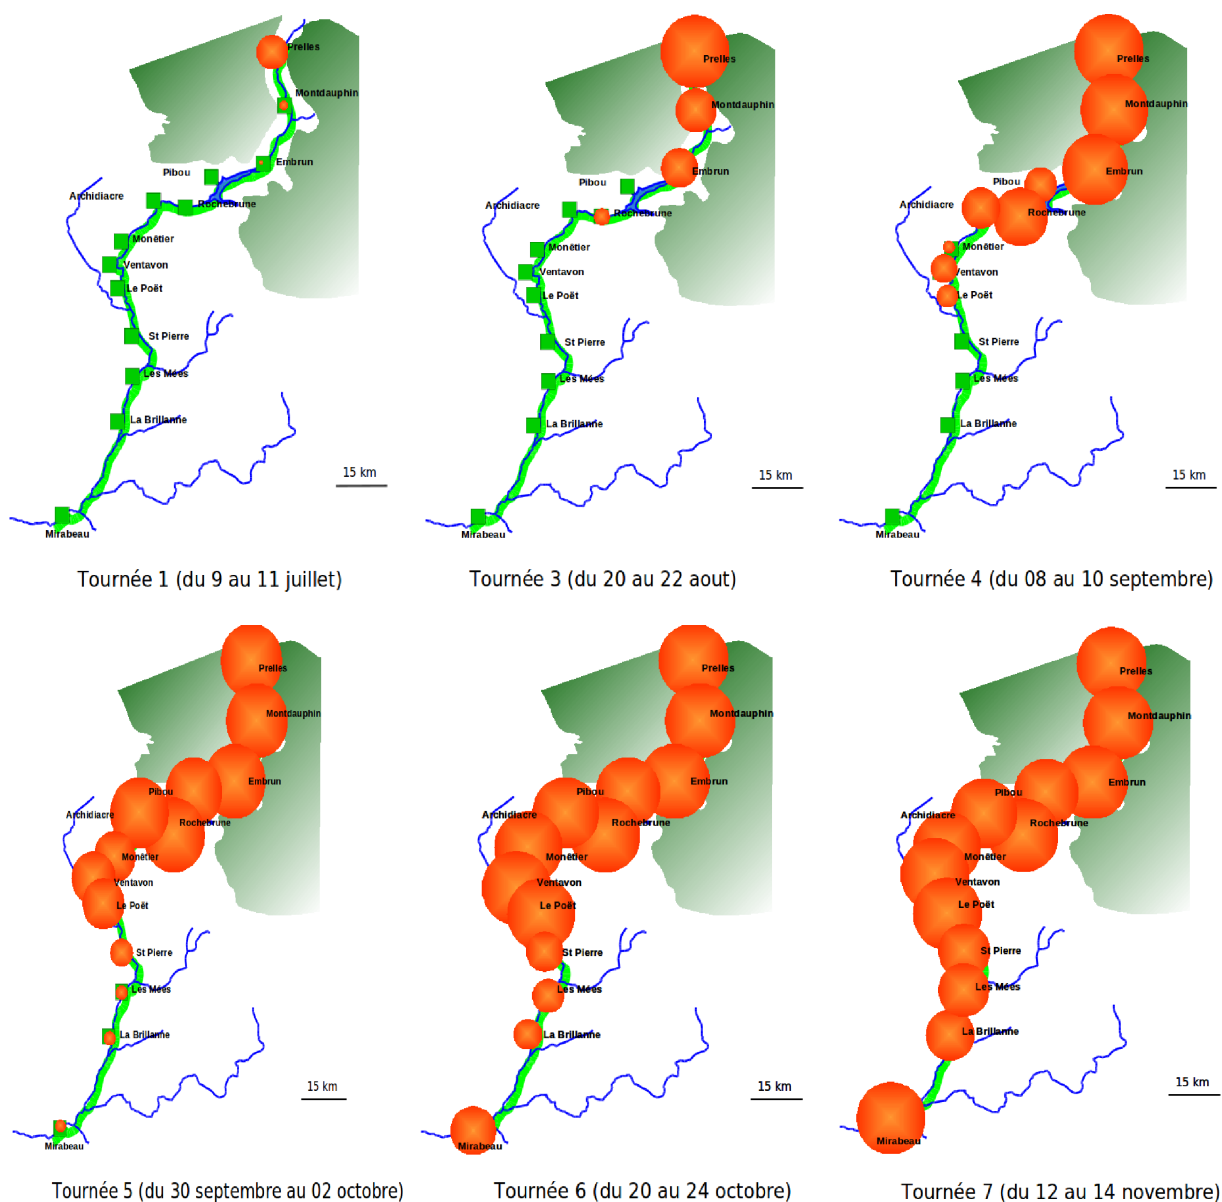 Prelles
Montdauphin
Embrun
Pibou
Archidiacre
Rochebrune
Monêtier
Ventavon
Le Poët
St Pierre
Les Mées
La Brillanne
15 km
Mirabeau
Tournée 1 (du 9 au 11 juillet)
Prelles
Montdauphin
Embrun
Pibou
Archidiacre
Rochebrune
Monêtier
Ventavon
Le Poët
St Pierre
Les Mées
La Brillanne
15 km
Mirabeau
Tournée 3 (du 20 au 22 aout)
Prelles
Montdauphin
Embrun
Pibou
Archidiacre
Rochebrune
Monêtier
Ventavon
Le Poët
St Pierre
Les Mées
La Brillanne
15 km
Mirabeau
Tournée 4 (du 08 au 10 septembre)
Prelles
Montdauphin
Embrun
Pibou
Archidiacre
Rochebrune
Monêtier
Ventavon
Le Poët
St Pierre
Les Mées
La Brillanne
15 km
Mirabeau
Tournée 5 (du 30 septembre au 02 octobre)
Prelles
Montdauphin
Embrun
Pibou
Archidiacre
Rochebrune
Monêtier
Ventavon
Le Poët
St Pierre
Les Mées
La Brillanne
15 km
Mirabeau
Tournée 6 (du 20 au 24 octobre)
Prelles
Montdauphin
Embrun
Pibou
Archidiacre
Rochebrune
Monêtier
Ventavon
Le Poët
St Pierre
Les Mées
La Brillanne
15 km
Mirabeau
Tournée 7 (du 12 au 14 novembre)